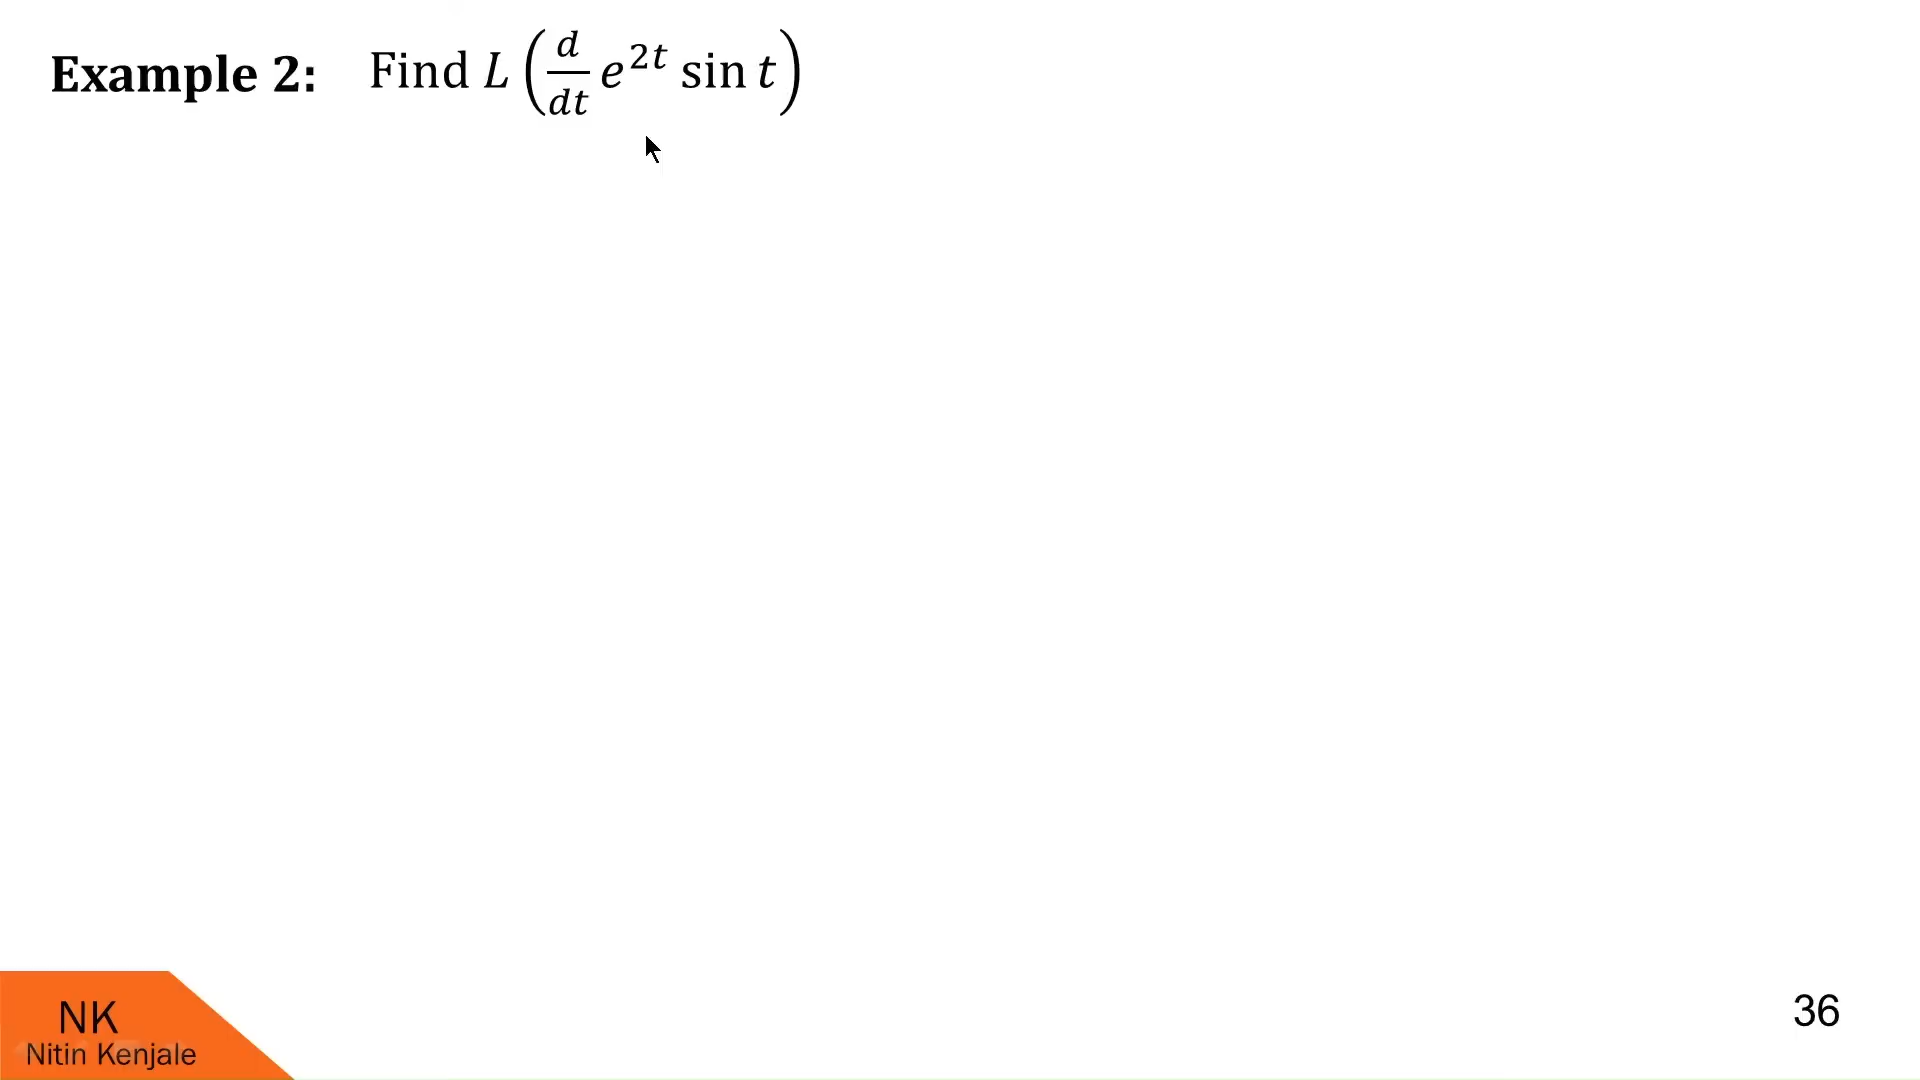 Example 2: Find L(d/dt e^{2t} sin t)
NK
Nitin Kenjale
36